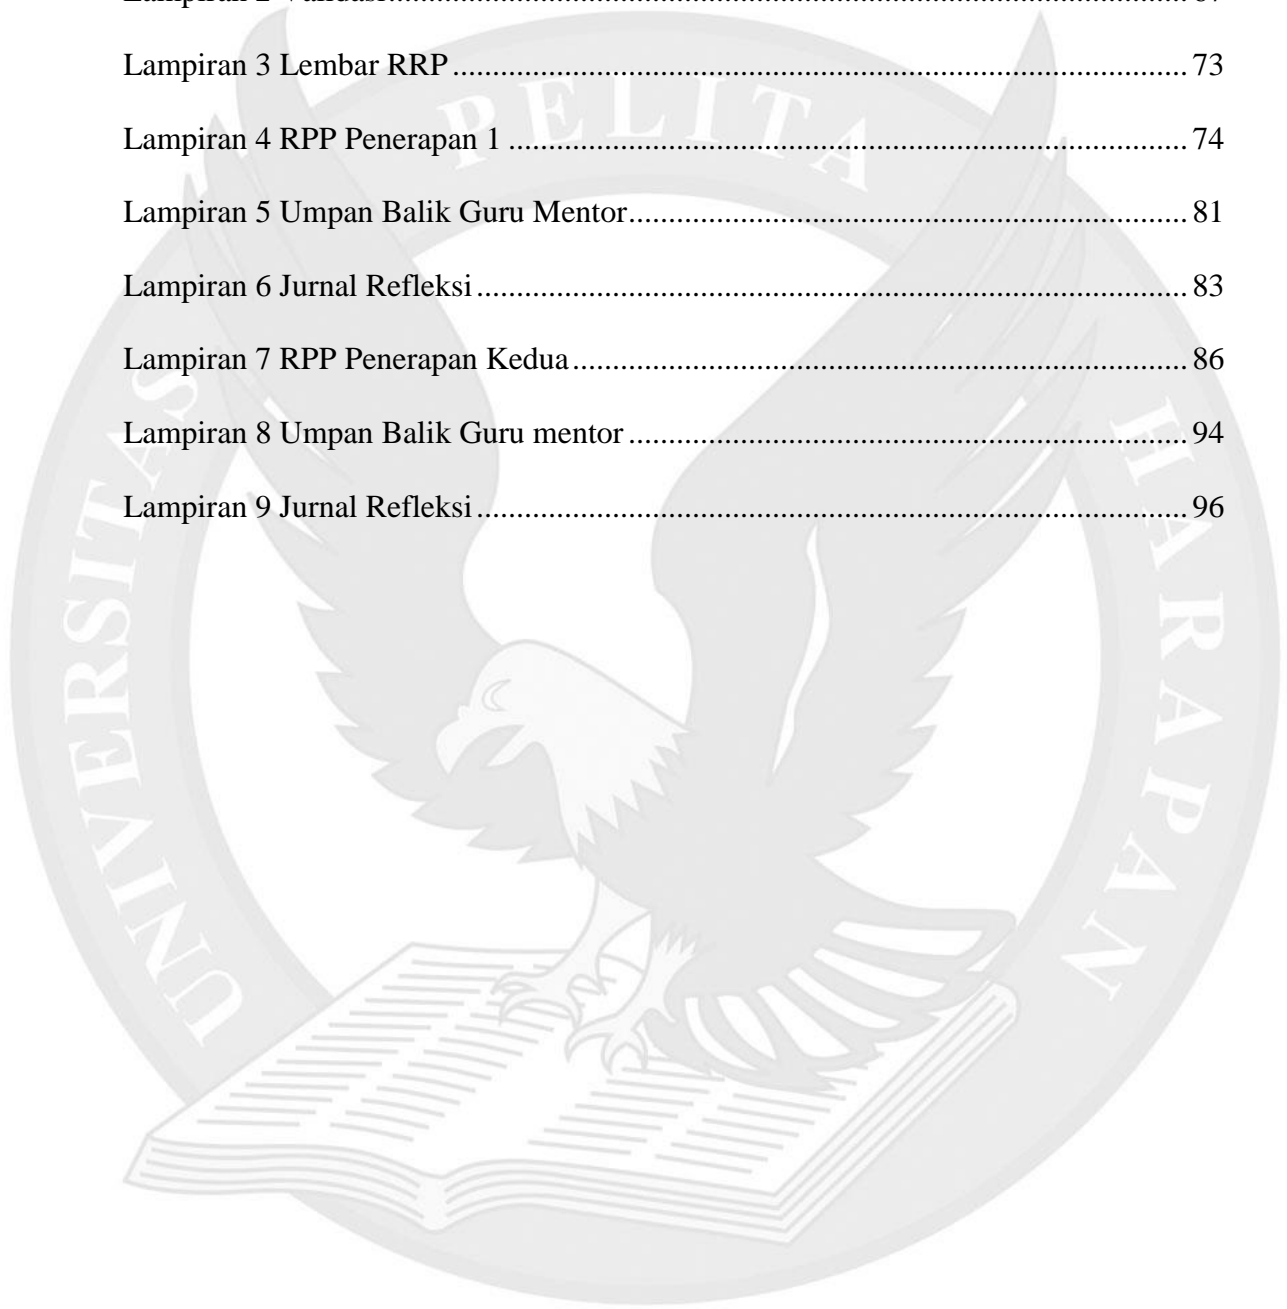 Lampiran 3 Lembar RRP........................................................................................ 73
Lampiran 4 RPP Penerapan 1 ................................................................................. 74
Lampiran 5 Umpan Balik Guru Mentor.................................................................... 81
Lampiran 6 Jurnal Refleksi..................................................................................... 83
Lampiran 7 RPP Penerapan Kedua.......................................................................... 86
Lampiran 8 Umpan Balik Guru mentor .................................................................... 94
Lampiran 9 Jurnal Refleksi..................................................................................... 96
UNIVERSITAS PELITA HARAPAN